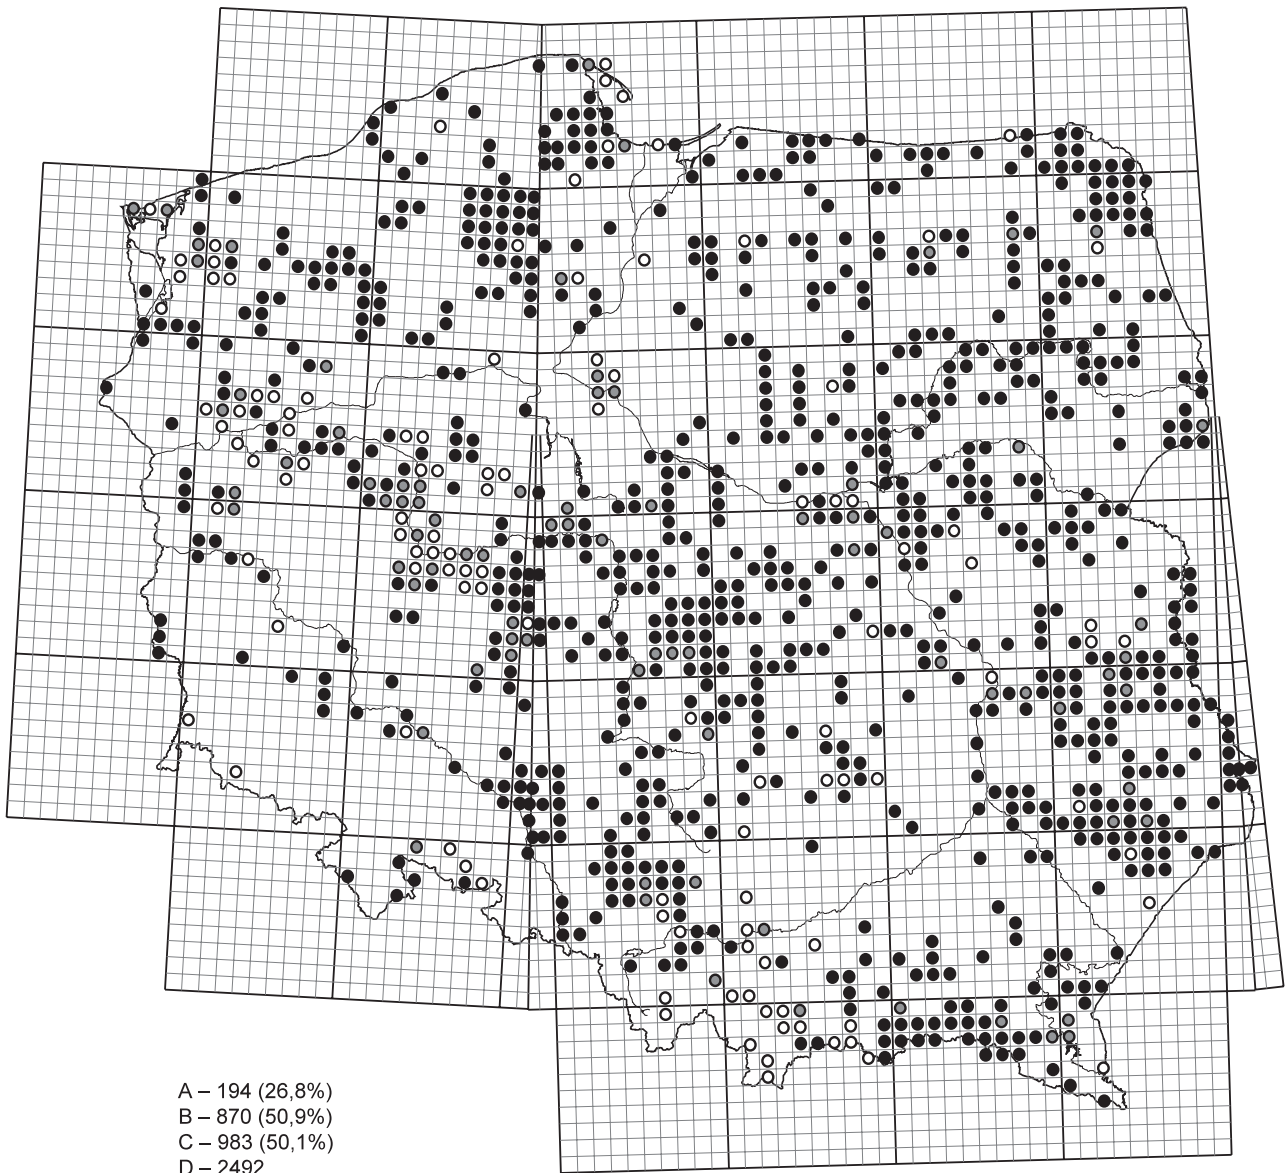 A – 194 (26,8%)
B – 870 (50,9%)
C – 983 (50,1%)
D – 2492